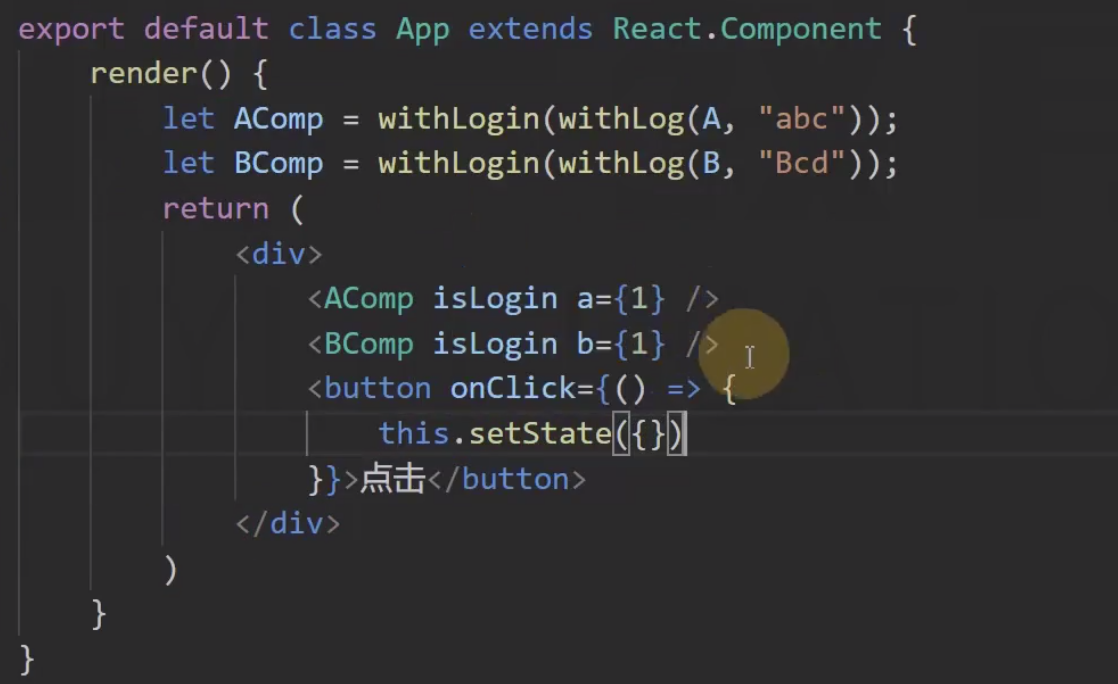 export default class App extends React.Component {
render() {
let AComp = withLogin(withLog(A, "abc"));
let BComp = withLogin(withLog(B, "Bcd"));
return (
<div>
<AComp isLogin a={1} />
<BComp isLogin b={1} />
<button onClick={() => {
this.setState({})
}}>点击</button>
</div>
)
}
}